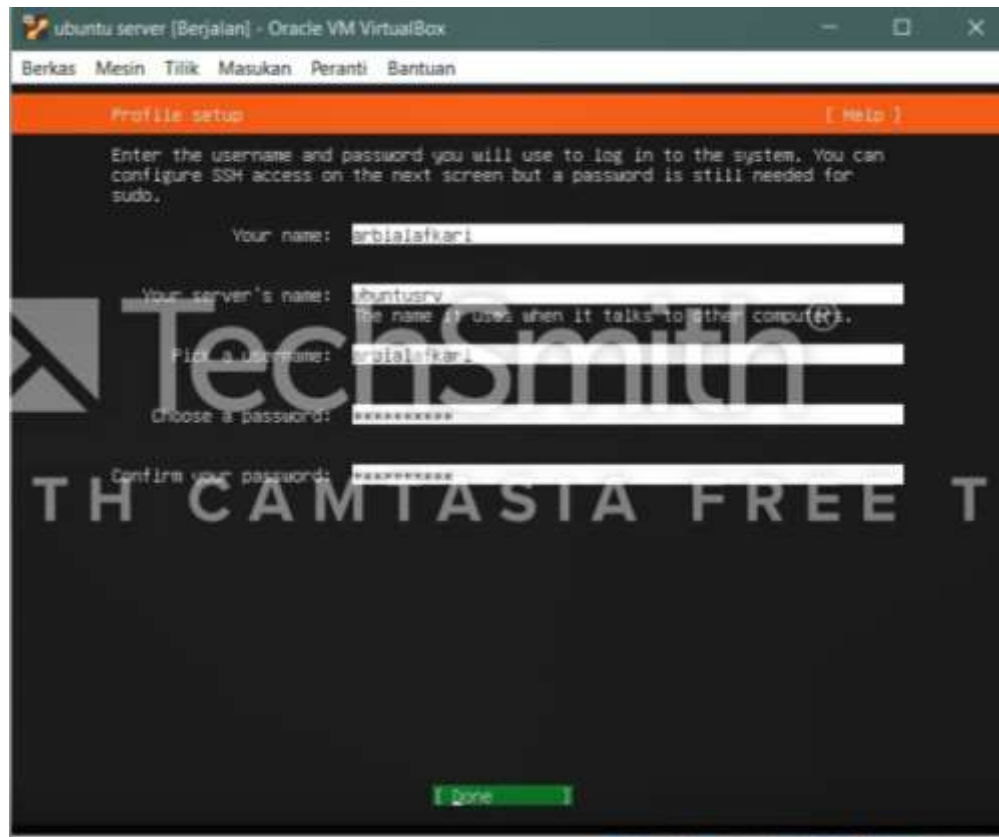 ubuntu server [Berjalan] - Oracle VM VirtualBox
Berkas Mesin Tilik Masukan Peranti Bantuan
Profile setup [ Help ]
Enter the username and password you will use to log in to the system. You can
configure SSH access on the next screen but a password is still needed for
sudo.
Your name: arbialafkari
Your server's name: ubuntusrv
The name it uses when it talks to other computers.
Pick a username: arbialafkari
Choose a password: **********
Confirm your password: **********
TechSmith®
TH CAMTASIA FREE T
[ Done ]